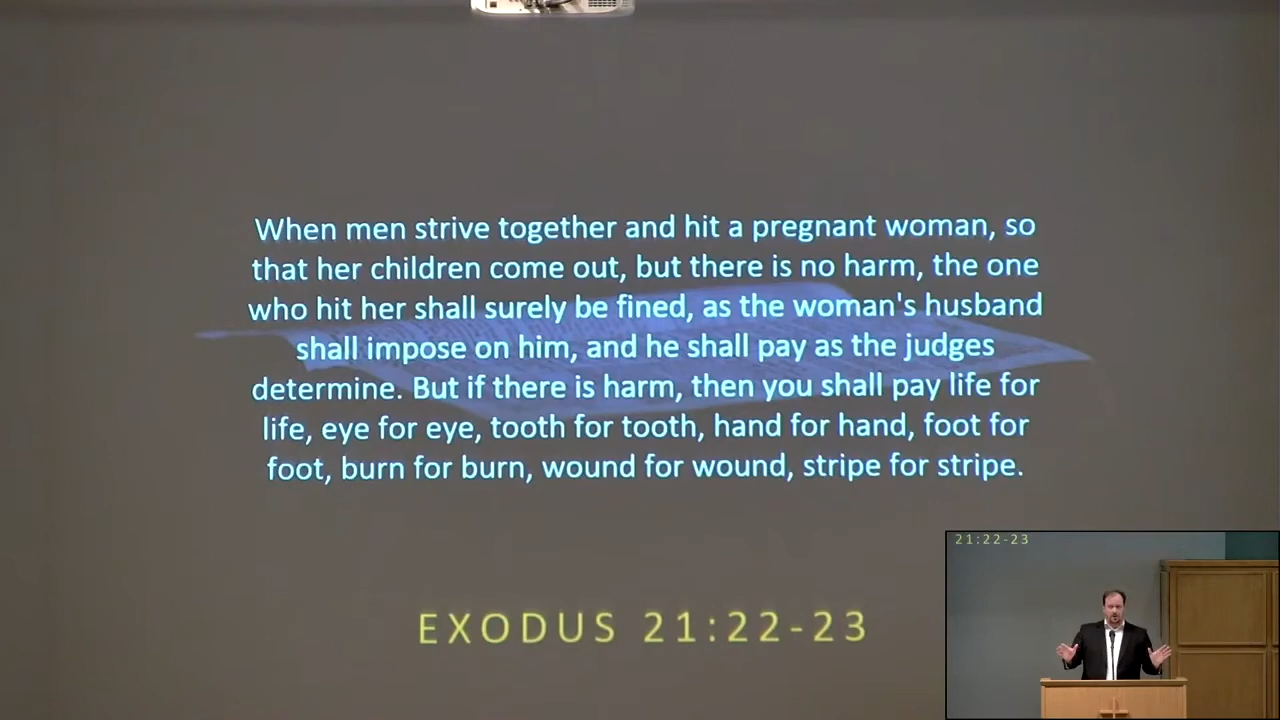 When men strive together and hit a pregnant woman, so
that her children come out, but there is no harm, the one
who hit her shall surely be fined, as the woman's husband
shall impose on him, and he shall pay as the judges
determine. But if there is harm, then you shall pay life for
life, eye for eye, tooth for tooth, hand for hand, foot for
foot, burn for burn, wound for wound, stripe for stripe.
EXODUS 21:22-23
21:22-23